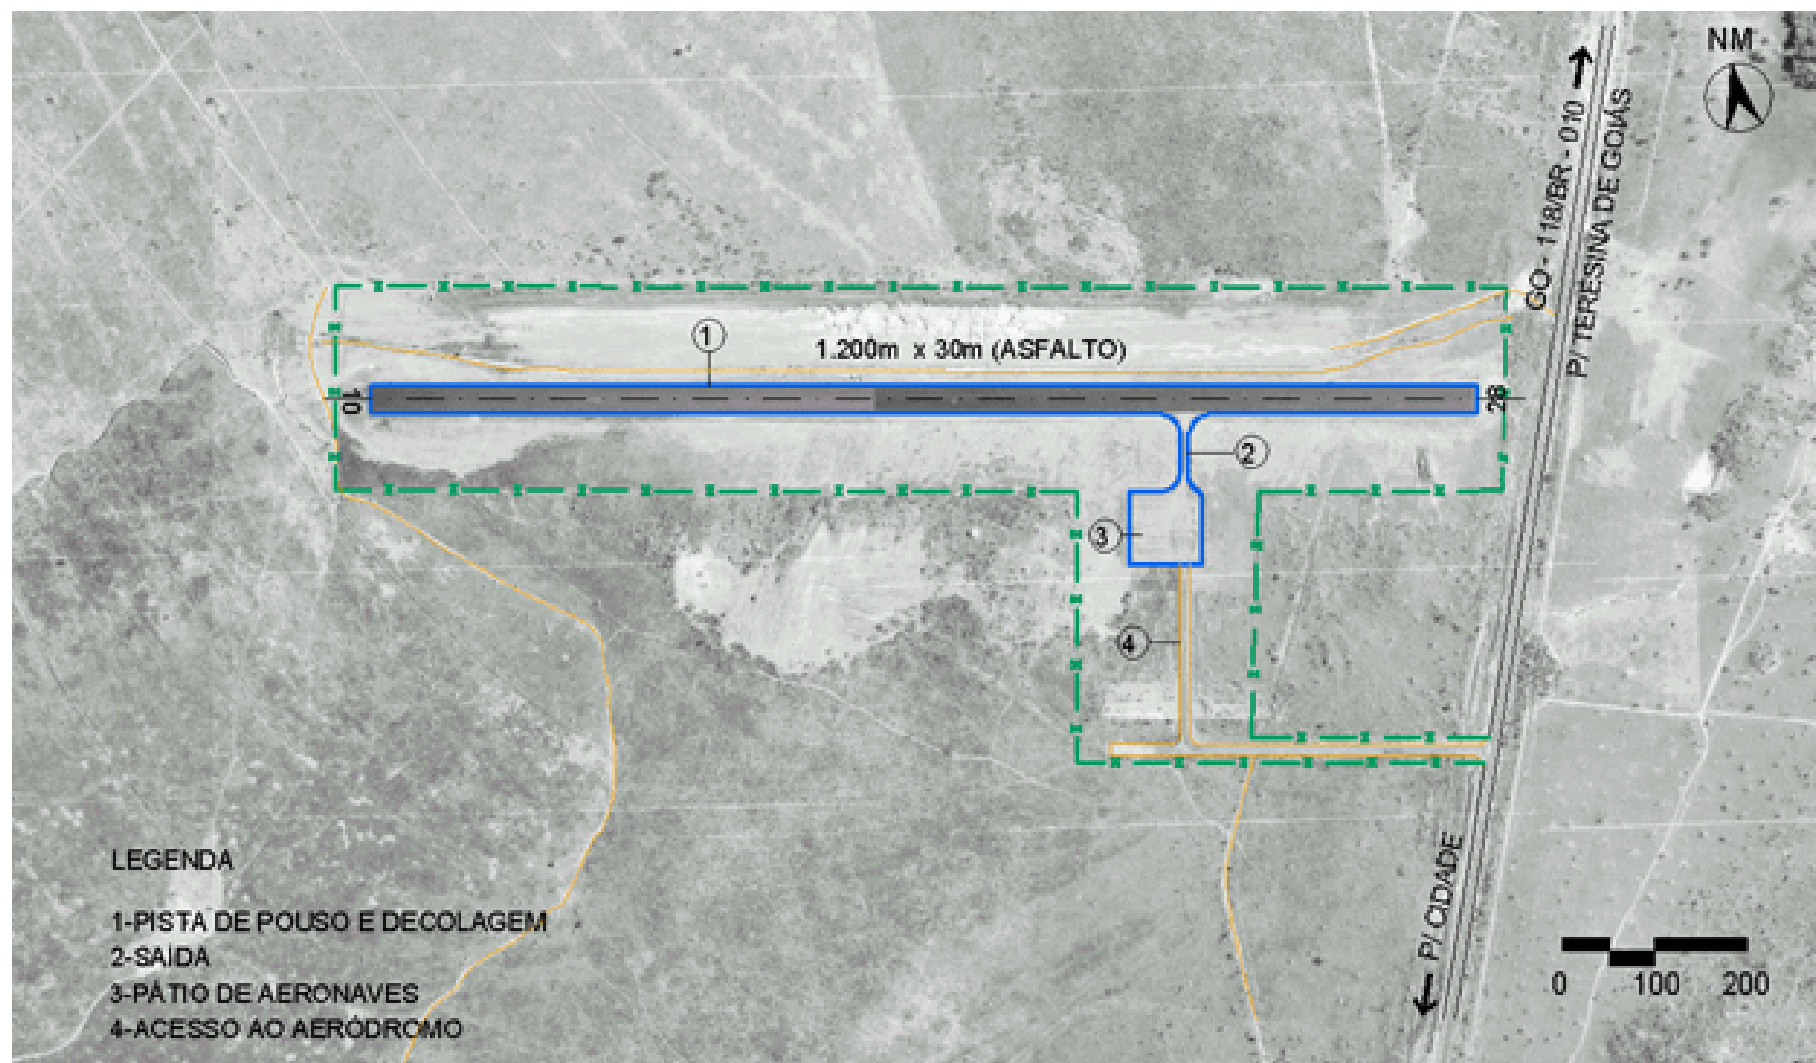 NM
GO - 118/BR - 010
P/ TERESINA DE GOIÁS
1
1.200m x 30m (ASFALTO)
10
28
2
3
4
P/ CIDADE
LEGENDA
1-PISTA DE POUSO E DECOLAGEM
2-SAÍDA
3-PÁTIO DE AERONAVES
4-ACESSO AO AERÓDROMO
0 100 200